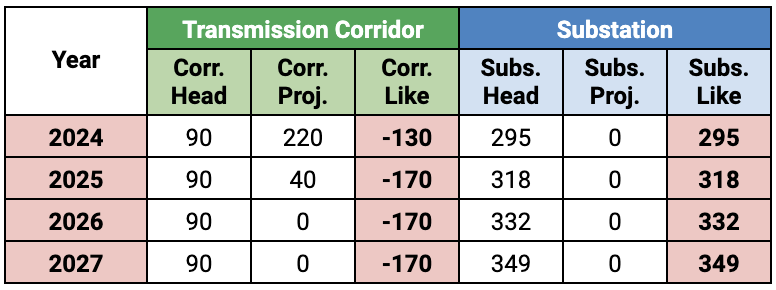 Year Transmission Corridor Substation
Corr. Head Corr. Proj. Corr. Like Subs. Head Subs. Proj. Subs. Like
2024 90 220 -130 295 0 295
2025 90 40 -170 318 0 318
2026 90 0 -170 332 0 332
2027 90 0 -170 349 0 349